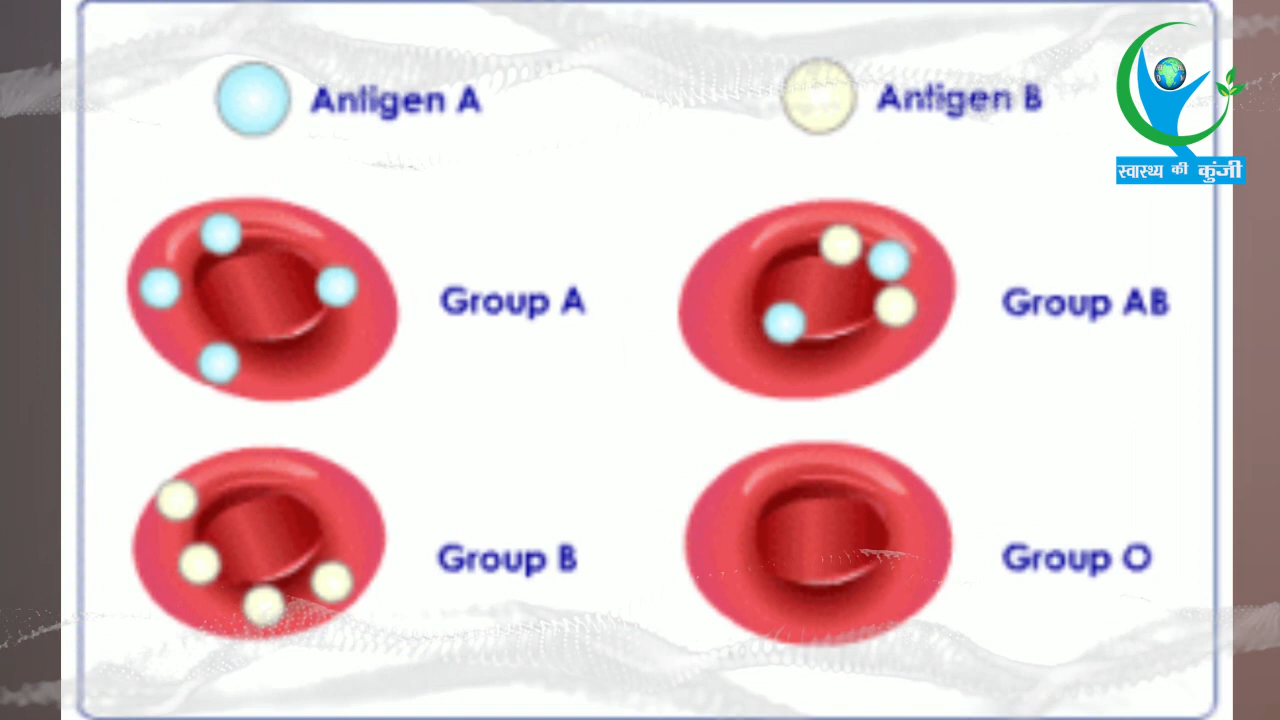 Antigen A
Antigen B
स्वास्थ्य की कुंजी
Group A
Group AB
Group B
Group O